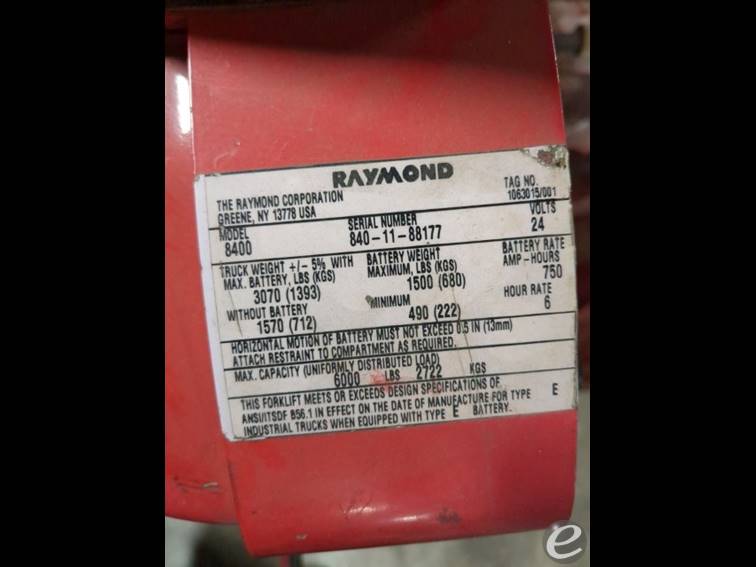 RAYMOND
THE RAYMOND CORPORATION
GREENE, NY 13778 USA
TAG NO.
1063015/001
MODEL
8400
SERIAL NUMBER
840-11-88177
VOLTS
24
TRUCK WEIGHT +/- 5% WITH
MAX. BATTERY, LBS (KGS)
3070 (1393)
BATTERY WEIGHT
MAXIMUM, LBS (KGS)
1500 (680)
BATTERY RATE
AMP-HOURS
750
WITHOUT BATTERY
1570 (712)
MINIMUM
490 (222)
HOUR RATE
6
HORIZONTAL MOTION OF BATTERY MUST NOT EXCEED 0.5 IN (13mm)
ATTACH RESTRAINT TO COMPARTMENT AS REQUIRED.
MAX. CAPACITY (UNIFORMLY DISTRIBUTED LOAD)
6000 LBS 2722 KGS
THIS FORKLIFT MEETS OR EXCEEDS DESIGN SPECIFICATIONS OF
ANSI/ITSDF B56.1 IN EFFECT ON THE DATE OF MANUFACTURE FOR TYPE E
INDUSTRIAL TRUCKS WHEN EQUIPPED WITH TYPE E BATTERY.
e